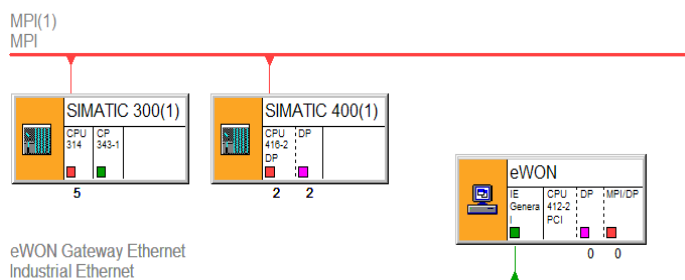 MPI(1)
MPI
SIMATIC 300(1)
CPU 314
CP 343-1
5
SIMATIC 400(1)
CPU 416-2 DP
DP
2 2
eWON
IE Genera l
CPU 412-2 PCI
DP
MPI/DP
0 0
eWON Gateway Ethernet
Industrial Ethernet